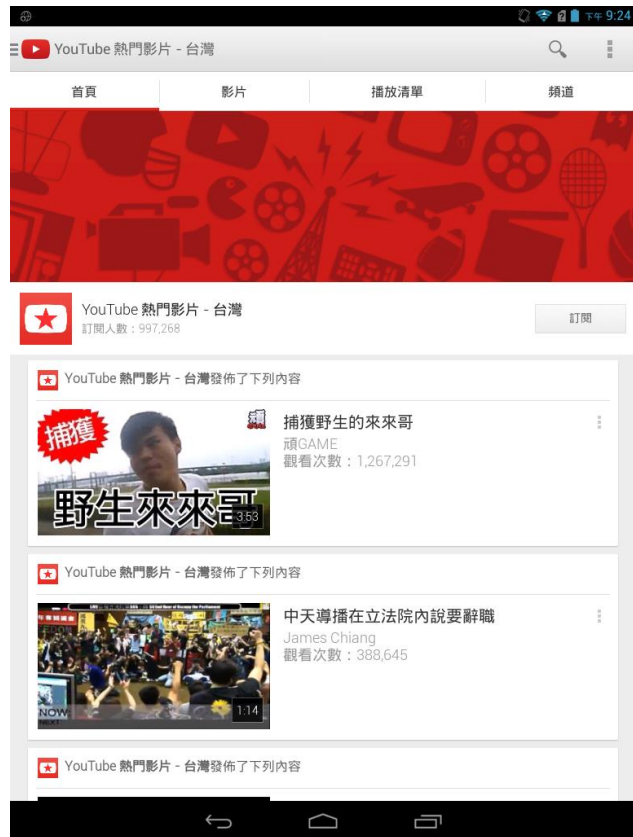 下午 9:24
YouTube 熱門影片 - 台灣
首頁
影片
播放清單
頻道
YouTube 熱門影片 - 台灣
訂閱人數：997,268
訂閱
YouTube 熱門影片 - 台灣發佈了下列內容
捕獲
頑
野生來來哥
3:53
捕獲野生的來來哥
頑GAME
觀看次數：1,267,291
YouTube 熱門影片 - 台灣發佈了下列內容
NOW
NEXT
1:14
中天導播在立法院內說要辭職
James Chiang
觀看次數：388,645
YouTube 熱門影片 - 台灣發佈了下列內容